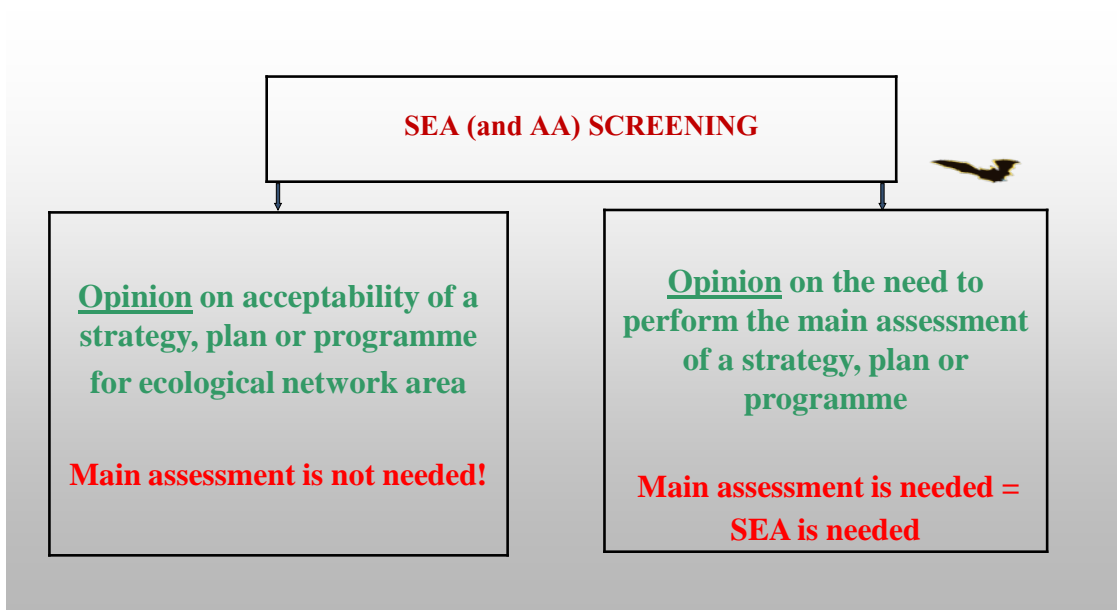 SEA (and AA) SCREENING
Opinion on acceptability of a
strategy, plan or programme
for ecological network area
Main assessment is not needed!
Opinion on the need to
perform the main assessment
of a strategy, plan or
programme
Main assessment is needed =
SEA is needed